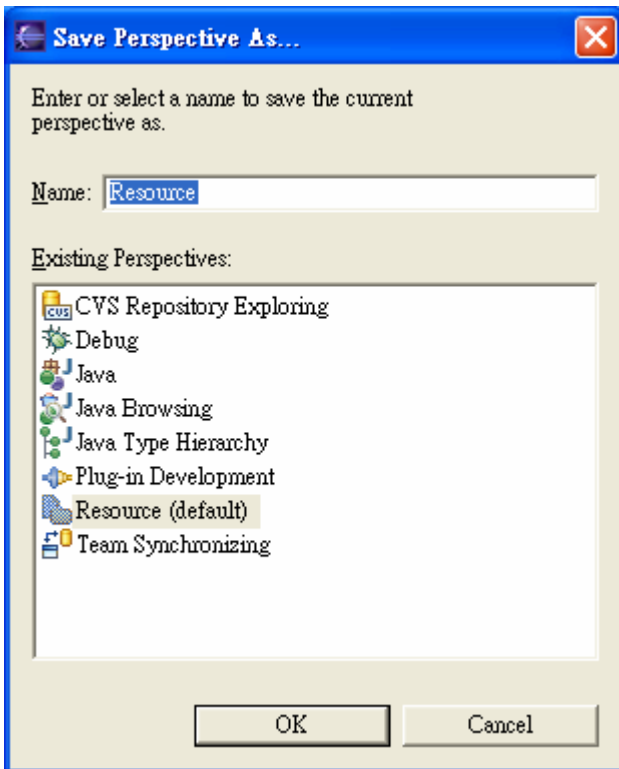 Save Perspective As...
Enter or select a name to save the current
perspective as.
Name: Resource
Existing Perspectives:
CVS Repository Exploring
Debug
Java
Java Browsing
Java Type Hierarchy
Plug-in Development
Resource (default)
Team Synchronizing
OK Cancel